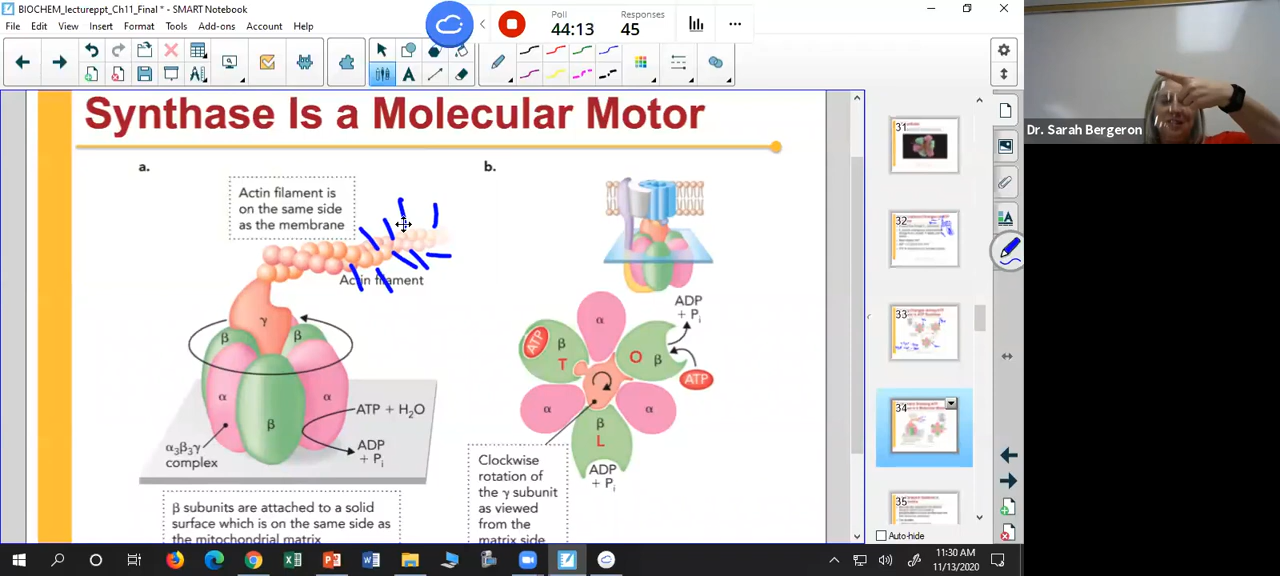 BIOCHEM_lectureppt_Ch11_Final * - SMART Notebook
Poll
44:13
Responses
45
File Edit View Insert Format Tools Add-ons Account Help
Dr. Sarah Bergeron
Synthase Is a Molecular Motor
a.
Actin filament is
on the same side
as the membrane
Actin filament
γ
β
β
α
α
β
ATP + H2O
ADP
+ Pi
α3β3γ
complex
β subunits are attached to a solid
surface which is on the same side as
the mitochondrial matrix
b.
ADP
+ Pi
α
ATP
β
T
O
β
ATP
α
α
β
L
ADP
+ Pi
Clockwise
rotation of
the γ subunit
as viewed
from the
matrix side
31
32
33
34
35
Auto-hide
11:30 AM
11/13/2020